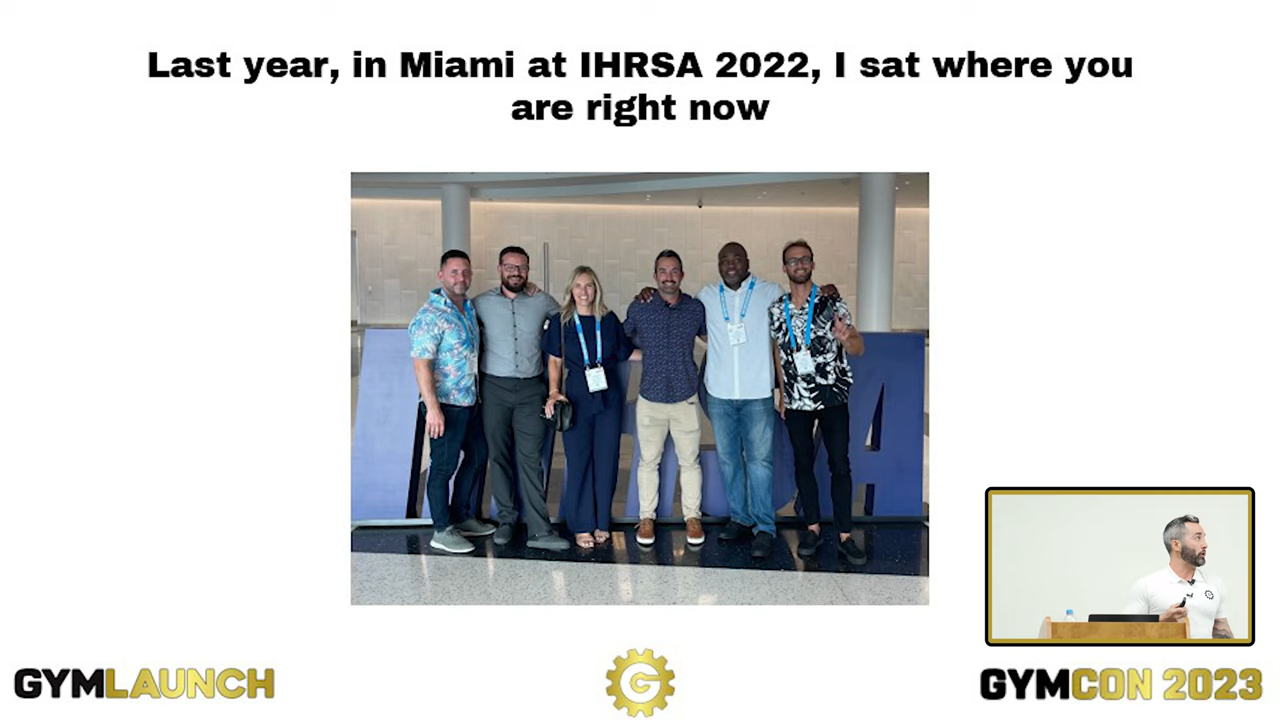 Last year, in Miami at IHRSA 2022, I sat where you
are right now
GYMLAUNCH
G
GYMCON 2023